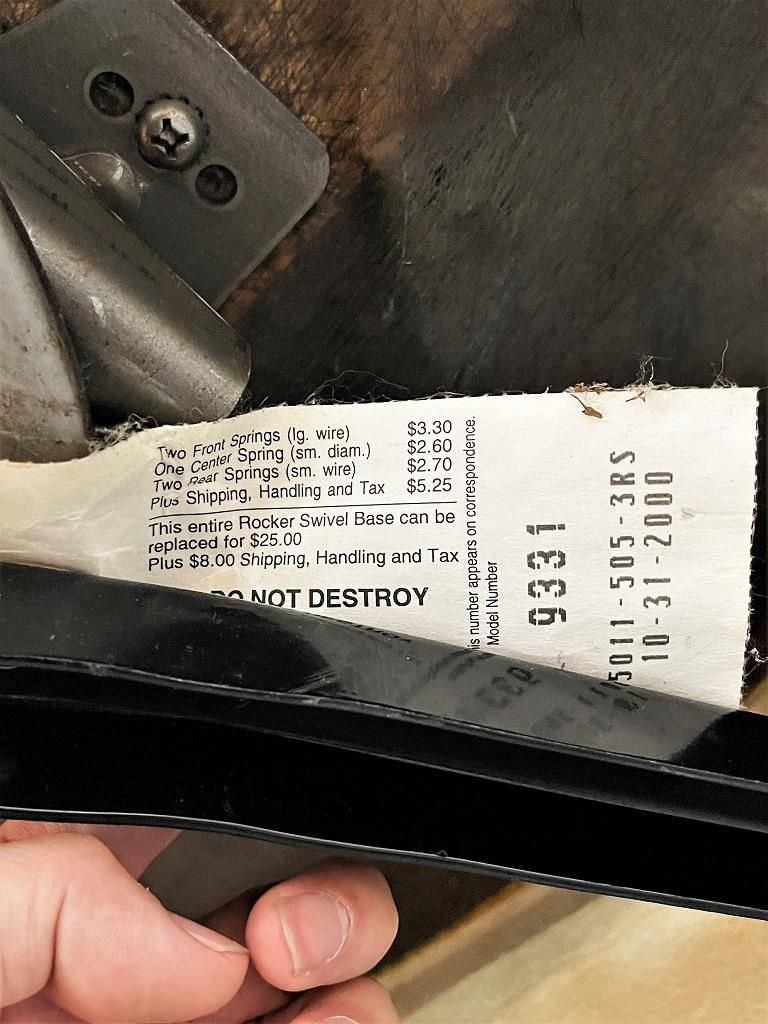 Two Front Springs (lg. wire) $3.30
One Center Spring (sm. diam.) $2.60
Two Rear Springs (sm. wire) $2.70
Plus Shipping, Handling and Tax $5.25
This entire Rocker Swivel Base can be
replaced for $25.00
Plus $8.00 Shipping, Handling and Tax
DO NOT DESTROY
is number appears on correspondence.
Model Number
9331
5011-505-3RS
10-31-2000